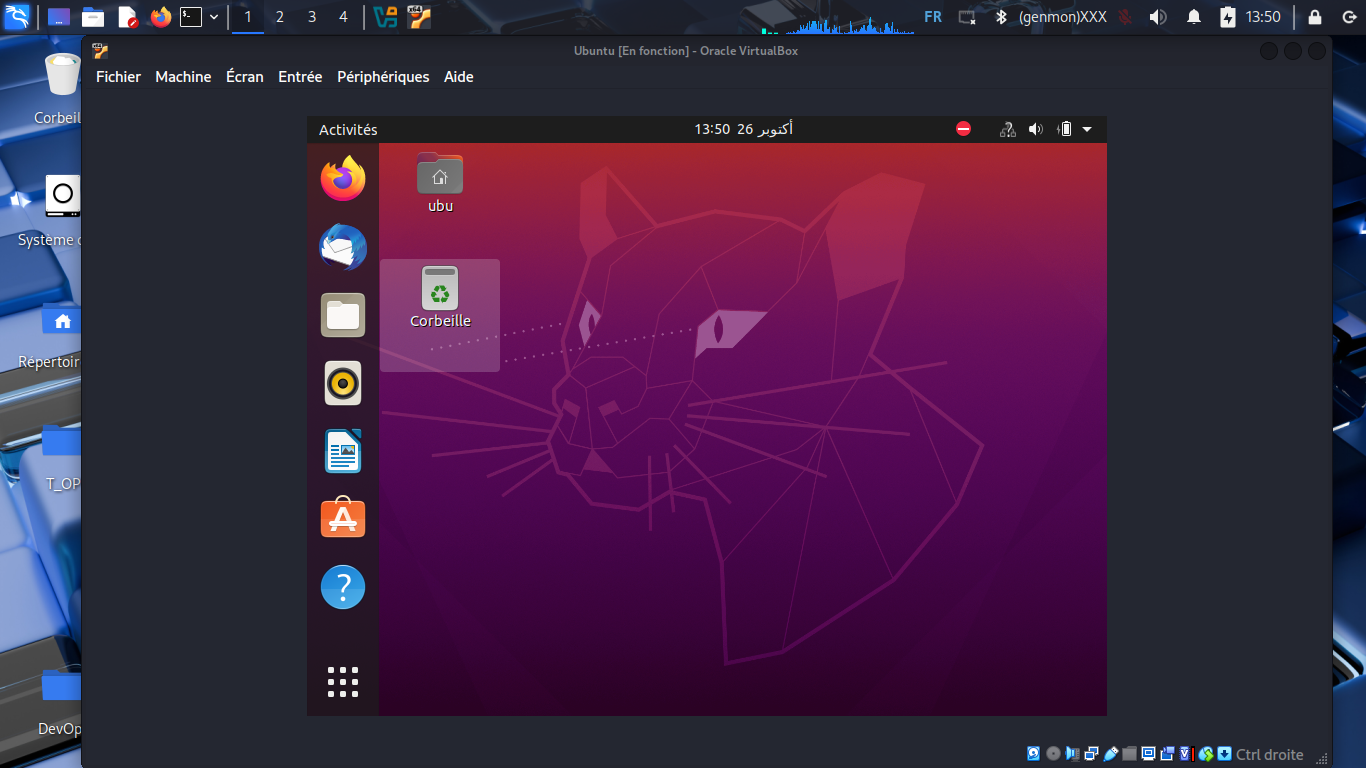 1 2 3 4 FR (genmon)XXX 13:50
Ubuntu [En fonction] - Oracle VirtualBox
Fichier Machine Écran Entrée Périphériques Aide
Corbeil
Système
Répertoir
T_OP
DevOp
Activités
26 أكتوبر 13:50
ubu
Corbeille
Ctrl droite